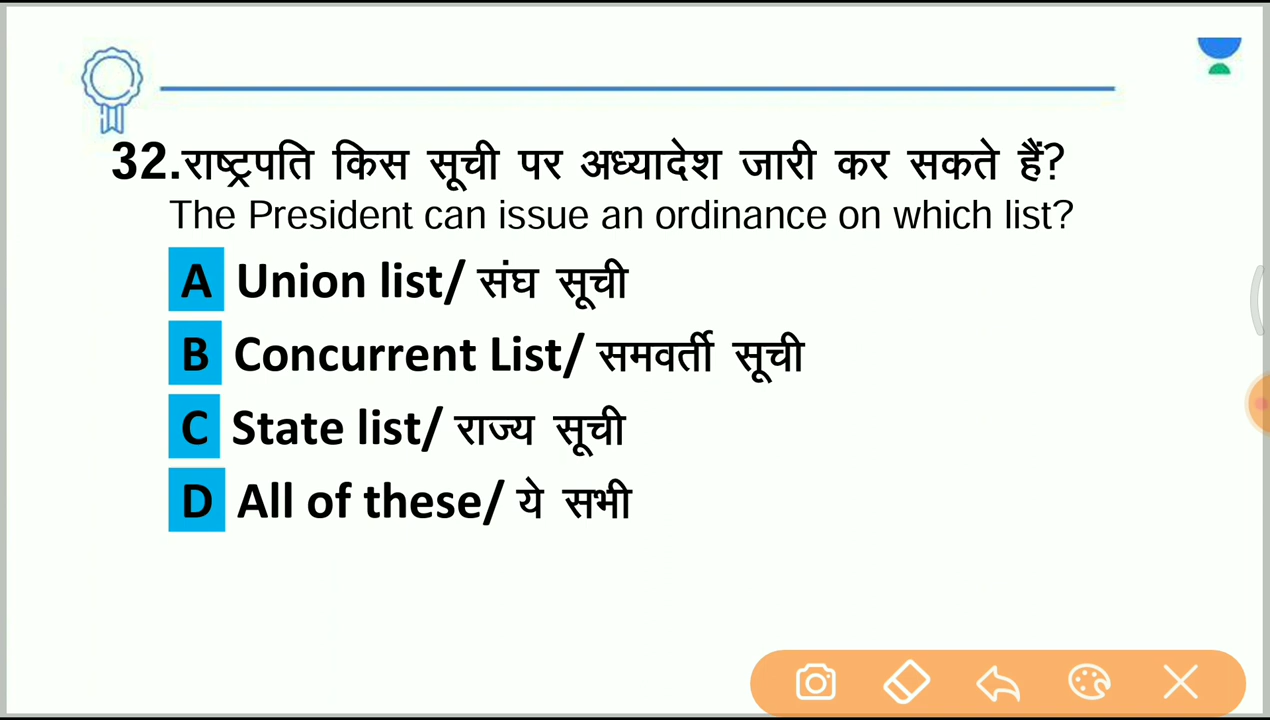 32.राष्ट्रपति किस सूची पर अध्यादेश जारी कर सकते हैं?
The President can issue an ordinance on which list?
A Union list/ संघ सूची
B Concurrent List/ समवर्ती सूची
C State list/ राज्य सूची
D All of these/ ये सभी